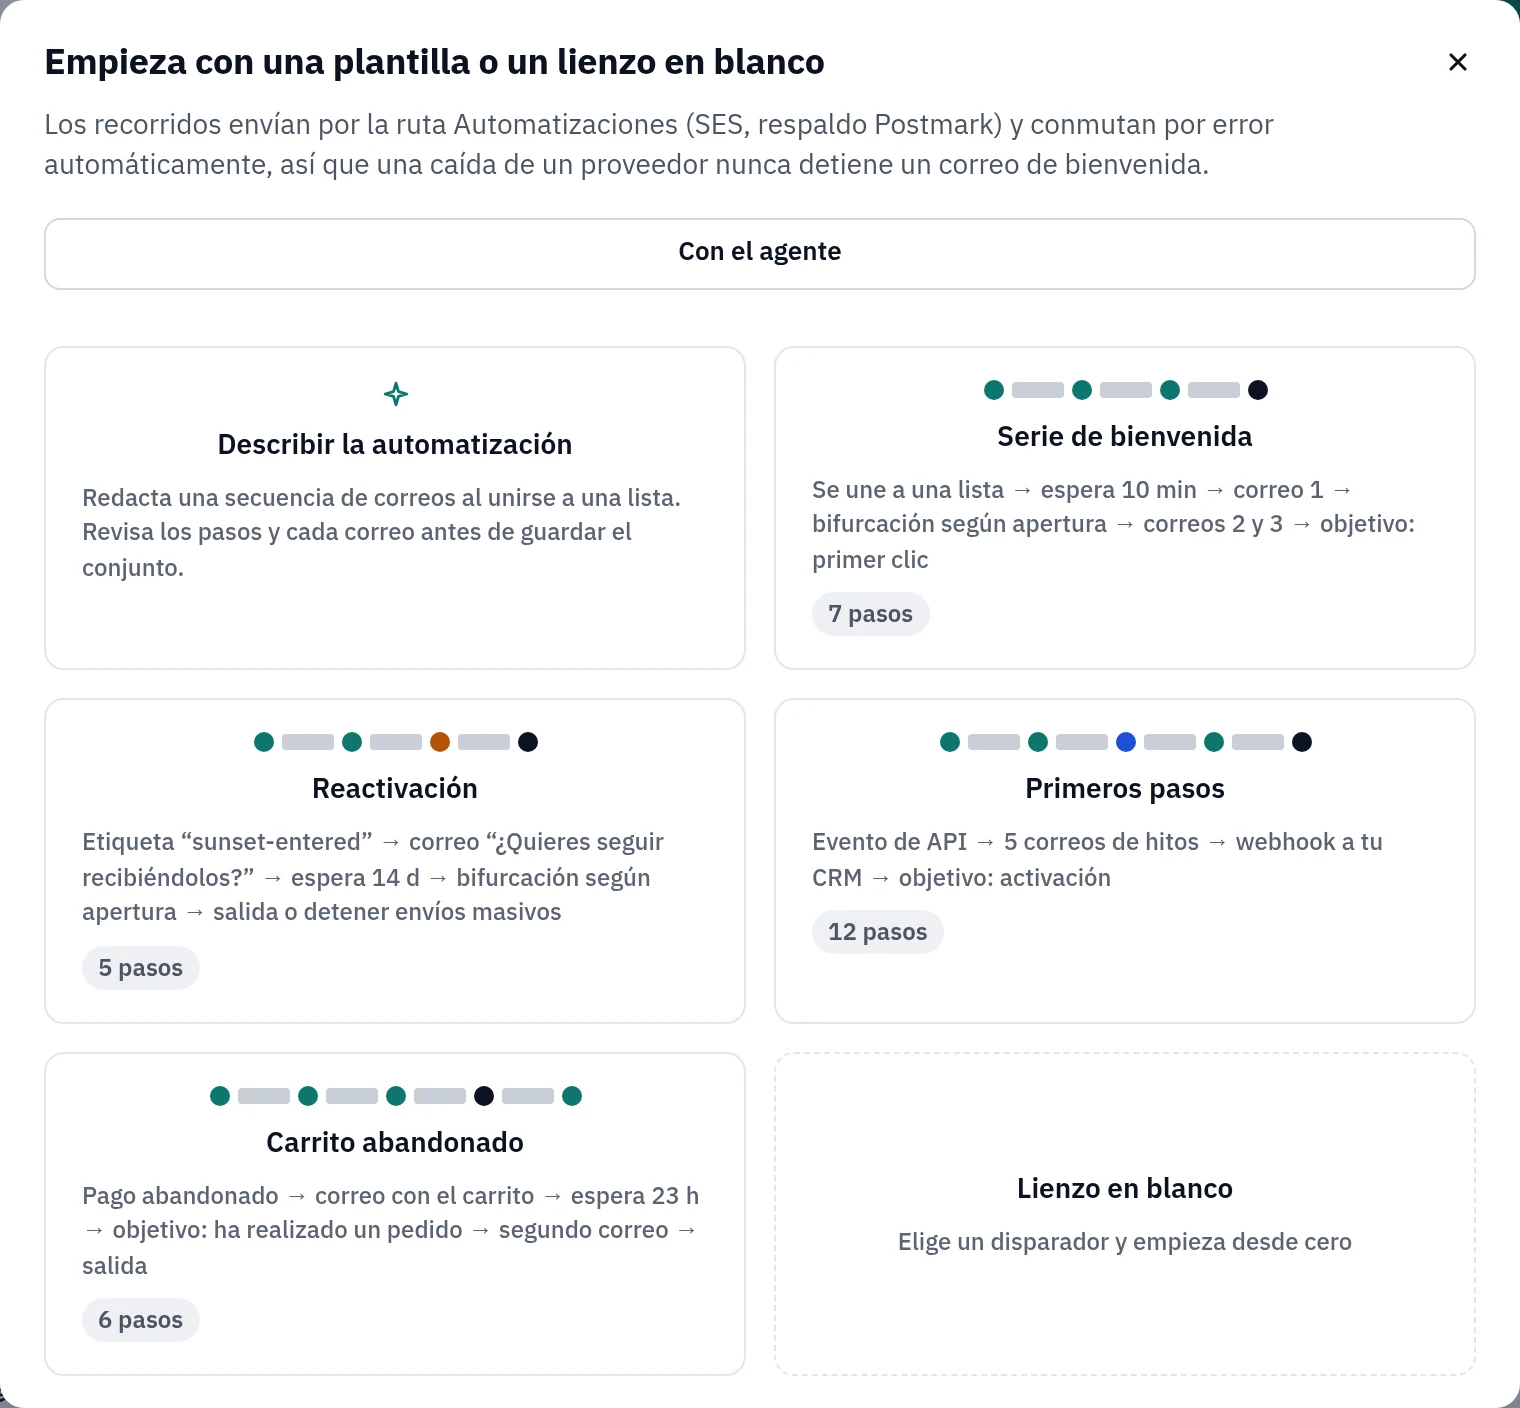 Empieza con una plantilla o un lienzo en blanco
Los recorridos envían por la ruta Automatizaciones (SES, respaldo Postmark) y conmutan por error
automáticamente, así que una caída de un proveedor nunca detiene un correo de bienvenida.
Con el agente
Describir la automatización
Redacta una secuencia de correos al unirse a una lista.
Revisa los pasos y cada correo antes de guardar el
conjunto.
Serie de bienvenida
Se une a una lista → espera 10 min → correo 1 →
bifurcación según apertura → correos 2 y 3 → objetivo:
primer clic
7 pasos
Reactivación
Etiqueta “sunset-entered” → correo “¿Quieres seguir
recibiéndolos?” → espera 14 d → bifurcación según
apertura → salida o detener envíos masivos
5 pasos
Primeros pasos
Evento de API → 5 correos de hitos → webhook a tu
CRM → objetivo: activación
12 pasos
Carrito abandonado
Pago abandonado → correo con el carrito → espera 23 h
→ objetivo: ha realizado un pedido → segundo correo →
salida
6 pasos
Lienzo en blanco
Elige un disparador y empieza desde cero